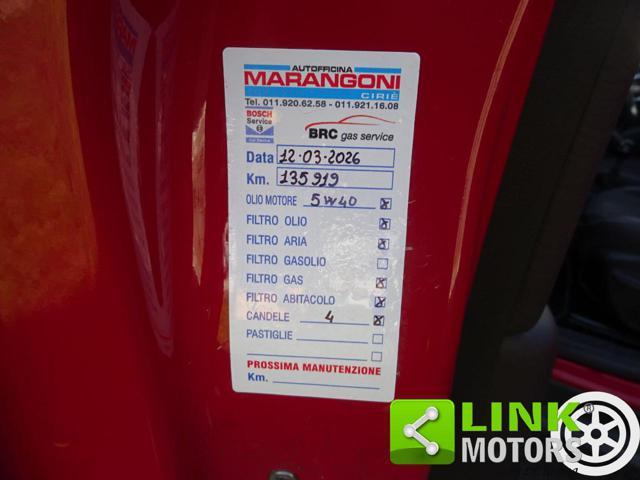 AUTOFFICINA
MARANGONI
CIRIÈ
Tel. 011.920.62.58 - 011.921.16.08
BOSCH
Service
BRC gas service
Data 12-03-2026
Km. 135919
OLIO MOTORE 5W40 x
FILTRO OLIO x
FILTRO ARIA x
FILTRO GASOLIO
FILTRO GAS x
FILTRO ABITACOLO x
CANDELE 4 x
PASTIGLIE
PROSSIMA MANUTENZIONE
Km.
LINK
MOTORS